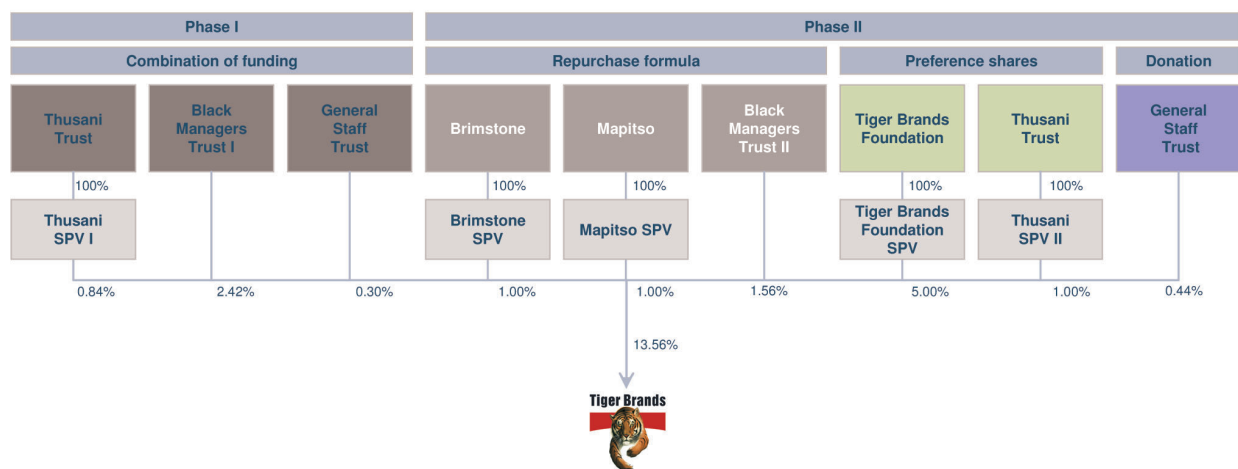 Phase I
Phase II
Combination of funding
Repurchase formula
Preference shares
Donation
Thusani
Trust
Black
Managers
Trust I
General
Staff
Trust
Brimstone
Mapitso
Black
Managers
Trust II
Tiger Brands
Foundation
Thusani
Trust
General
Staff
Trust
100%
100%
100%
100%
100%
Thusani
SPV I
Brimstone
SPV
Mapitso SPV
Tiger Brands
Foundation
SPV
Thusani
SPV II
0.84%
2.42%
0.30%
1.00%
1.00%
1.56%
5.00%
1.00%
0.44%
13.56%
Tiger Brands